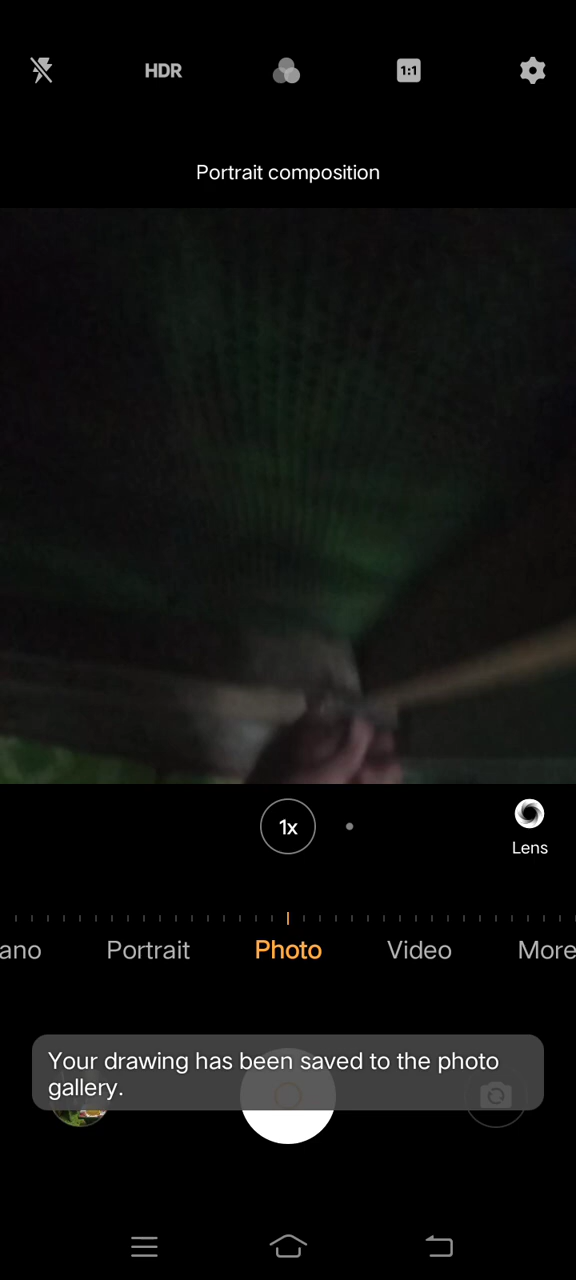 HDR
1:1
Portrait composition
1x
Lens
ano
Portrait
Photo
Video
More
Your drawing has been saved to the photo
gallery.